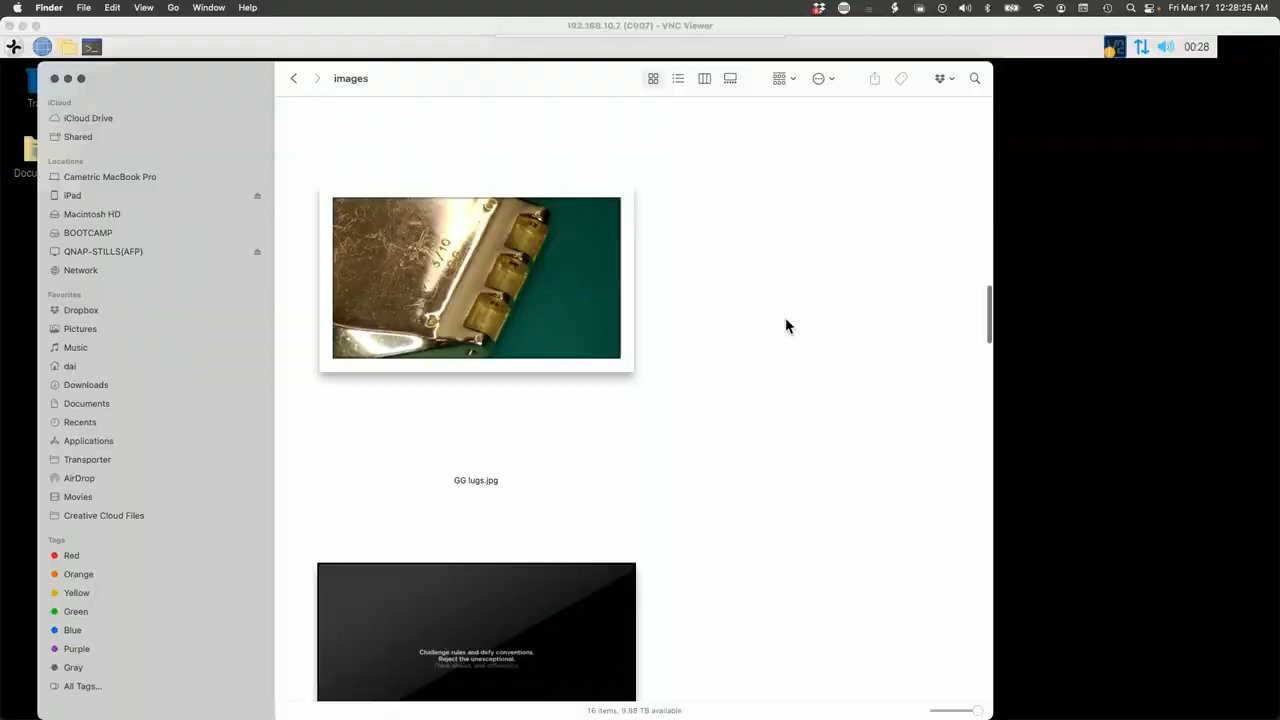 Finder File Edit View Go Window Help
Fri Mar 17 12:28:25 AM
192.168.10.7 (C007) - VNC Viewer
00:28
images
iCloud
iCloud Drive
Shared
Locations
Cametric MacBook Pro
iPad
Macintosh HD
BOOTCAMP
QNAP-STILLS(AFP)
Network
Favorites
Dropbox
Pictures
Music
dai
Downloads
Documents
Recents
Applications
Transporter
AirDrop
Movies
Creative Cloud Files
Tags
Red
Orange
Yellow
Green
Blue
Purple
Gray
All Tags...
Tra
Docu
5/10
GG lugs.jpg
Challenge rules and defy conventions.
Reject the unexceptional.
16 items, 9.88 TB available